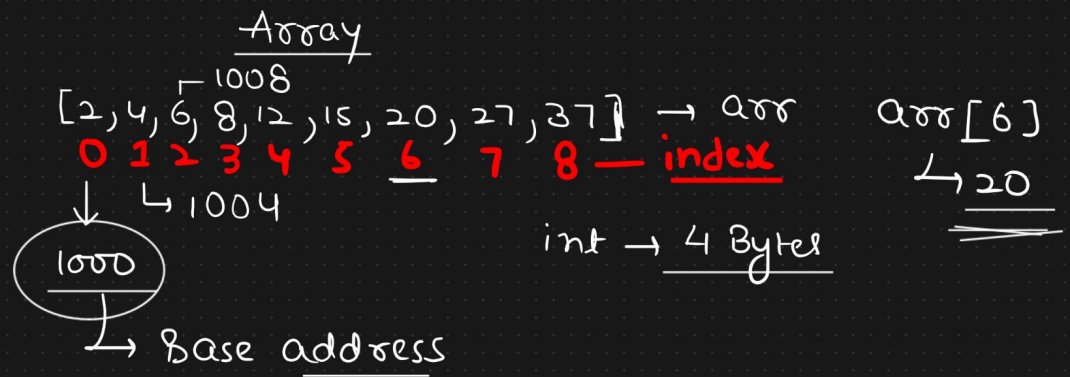 Array
1008
[2,4,6,8,12,15,20,27,37] → arr
arr[6]
0 1 2 3 4 5 6 7 8 — index
↳ 20
↳ 1004
int → 4 Bytes
1000
↳ Base address